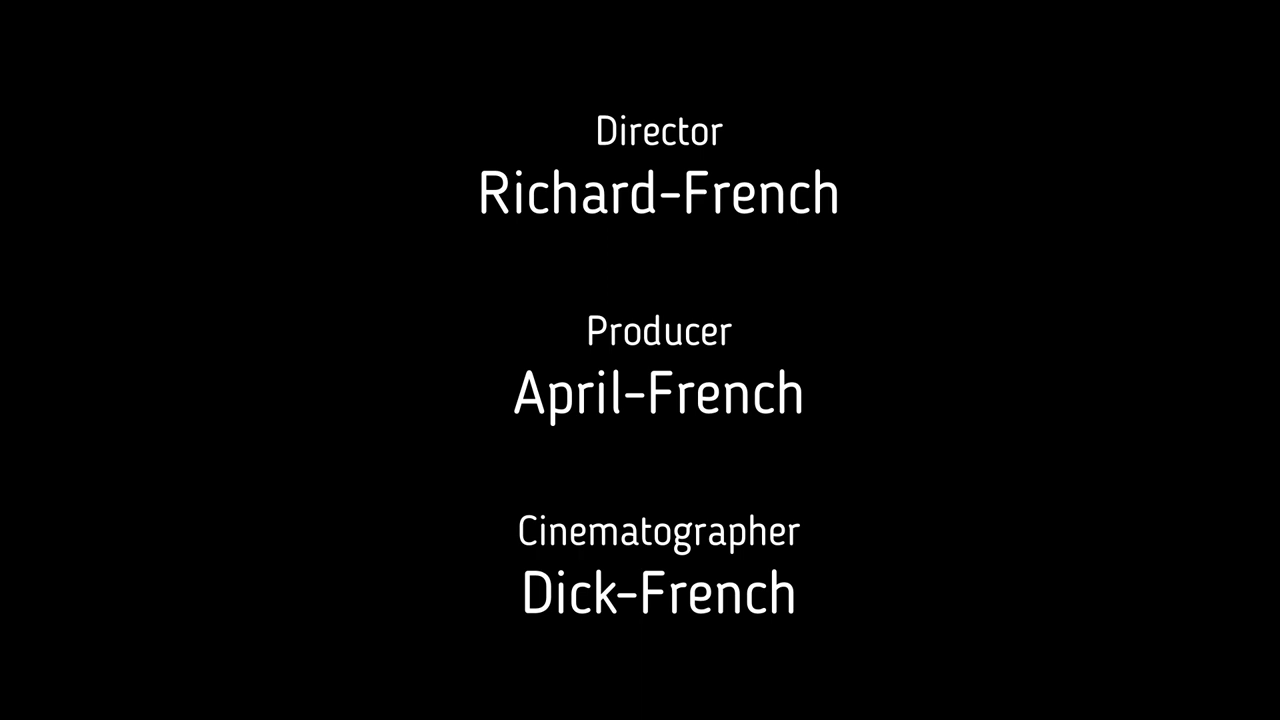 Director
Richard-French
Producer
April-French
Cinematographer
Dick-French